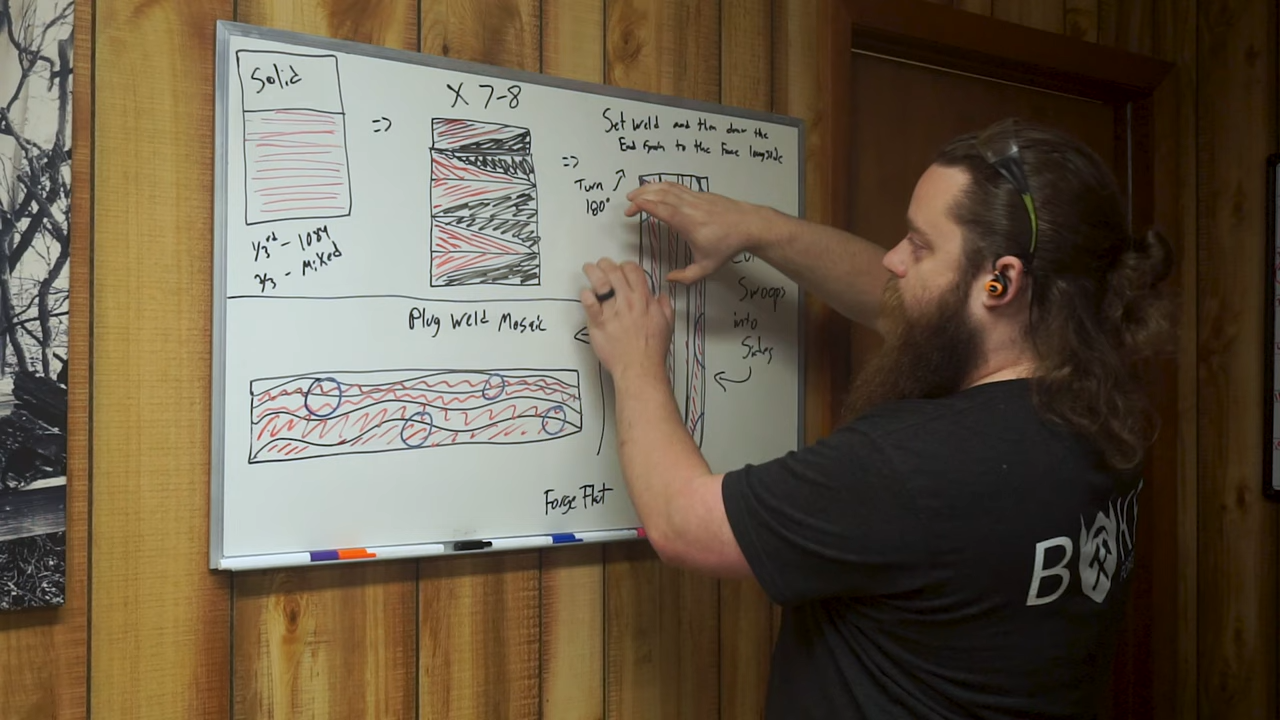 Solid
=>
X 7-8
=>
Set Weld and then draw the
End Grain to the Face longside
Turn
180°
1/3rd - 1084
2/3 - Mixed
Swoops
into
Sides
Plug Weld Mosaic
Forge Flat
B